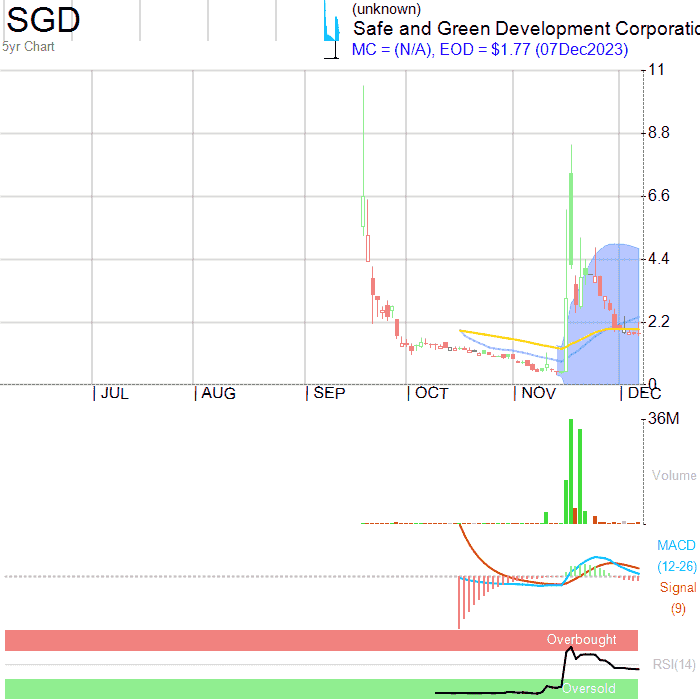 SGD
5yr Chart
(unknown)
Safe and Green Development Corporatio
MC = (N/A), EOD = $1.77 (07Dec2023)
11
8.8
6.6
4.4
2.2
0
JUL AUG SEP OCT NOV DEC
36M
Volume
MACD
(12-26)
Signal
(9)
Overbought
RSI(14)
Oversold